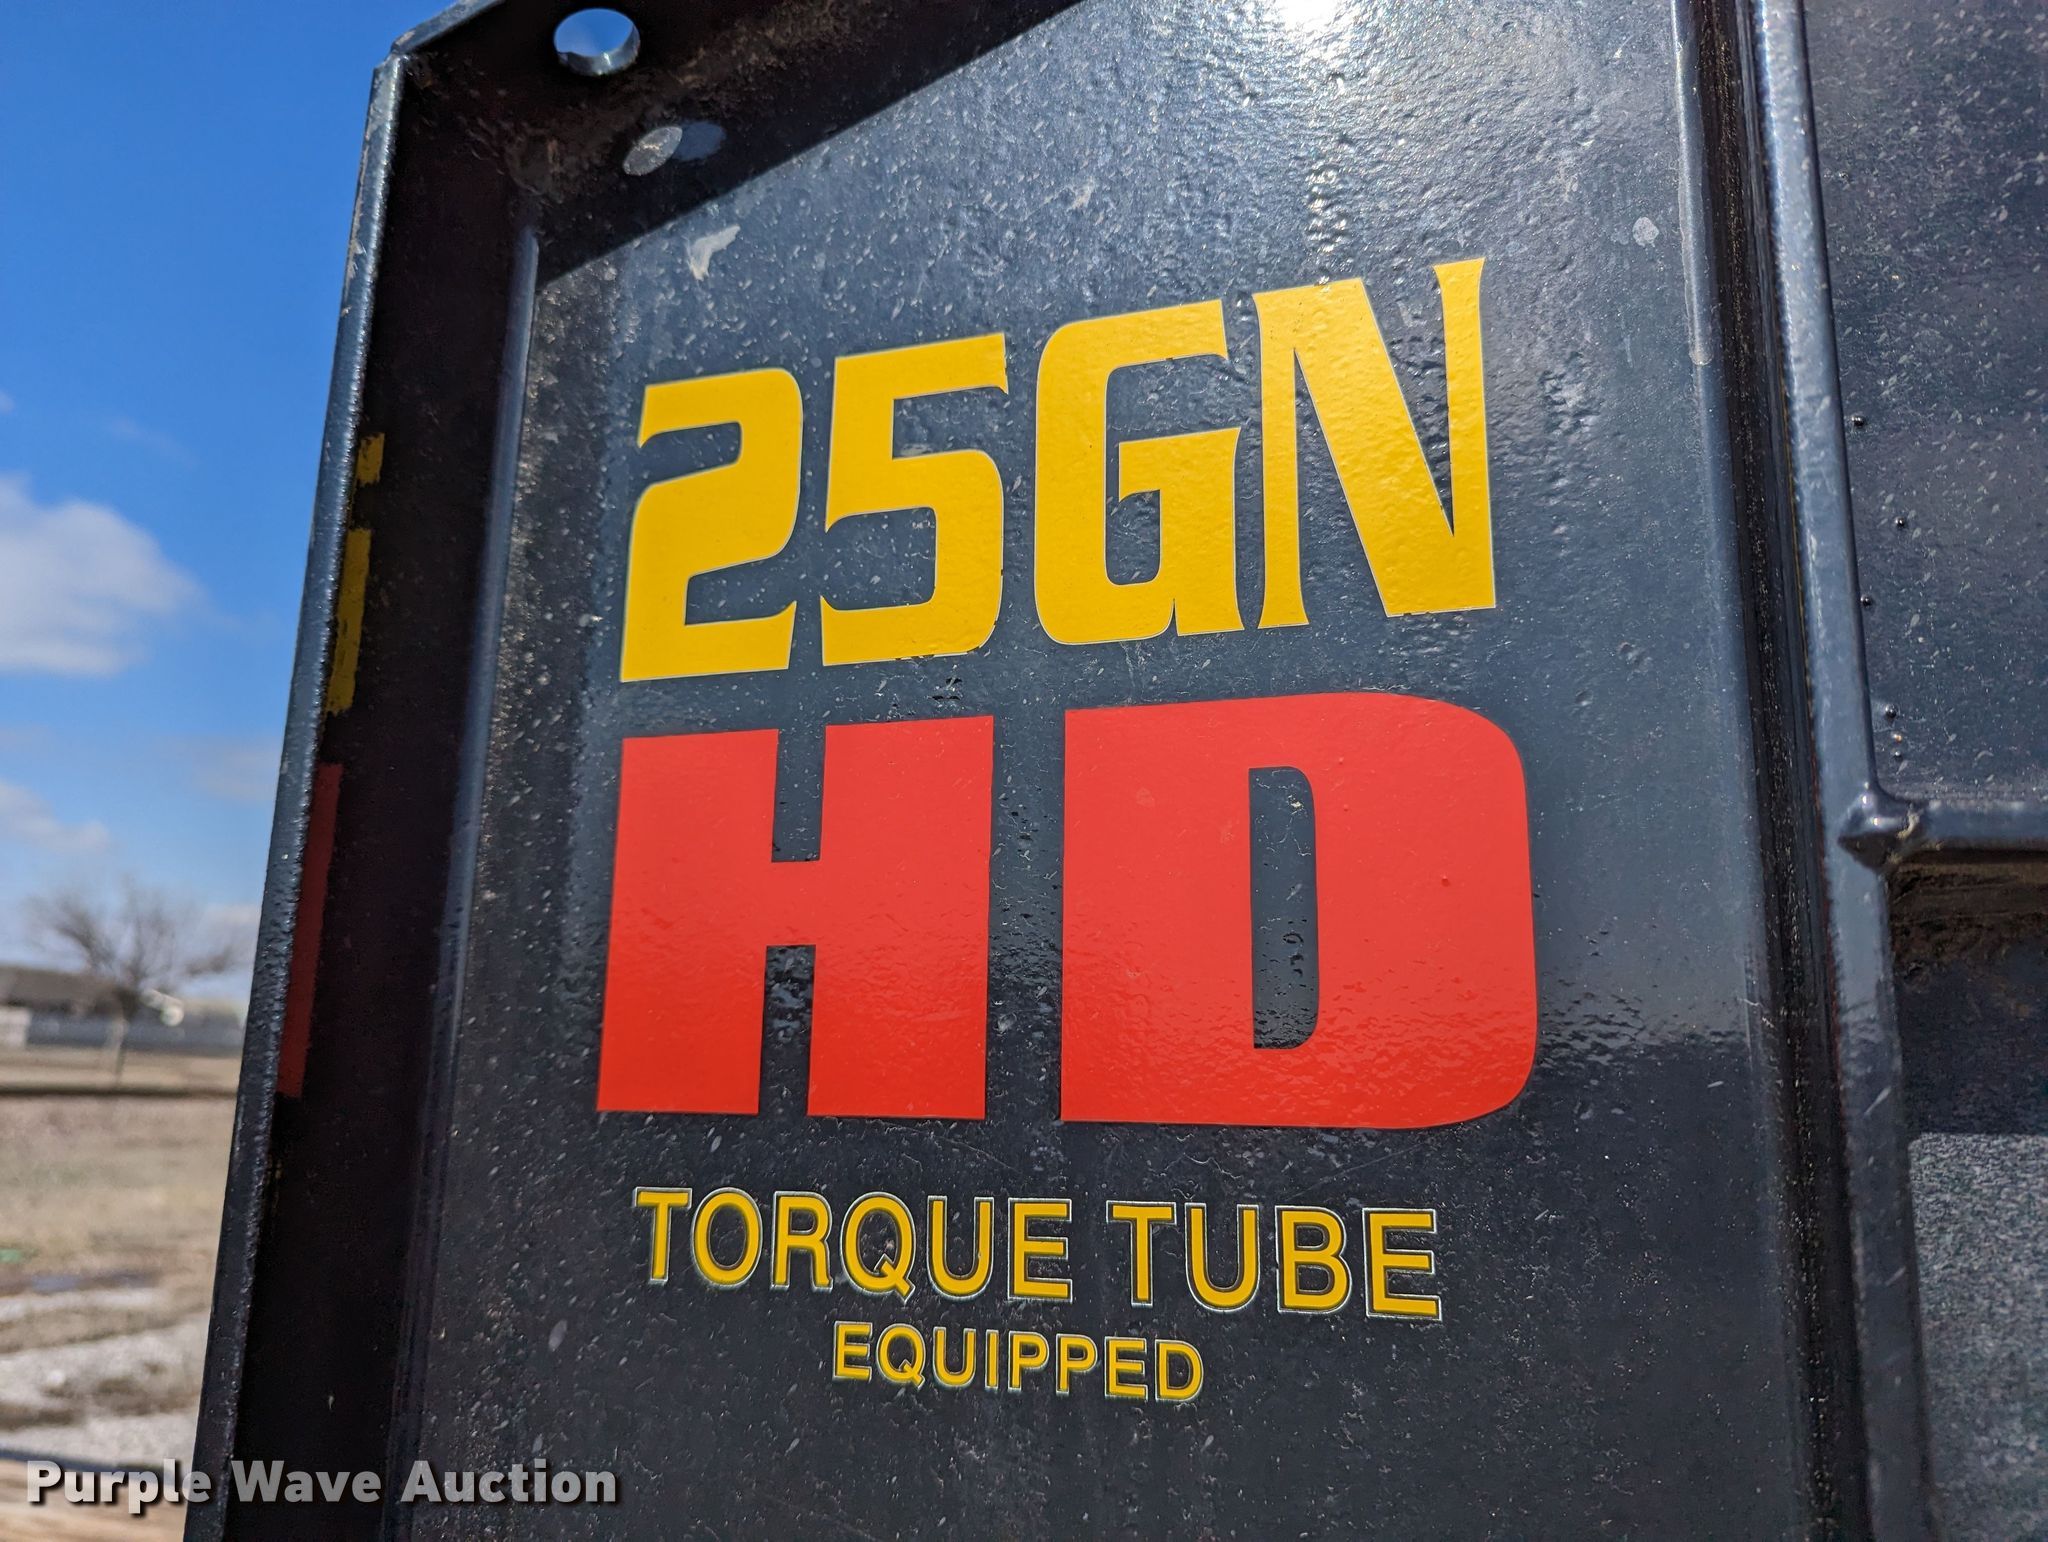 25GN
HD
TORQUE TUBE
EQUIPPED
Purple Wave Auction